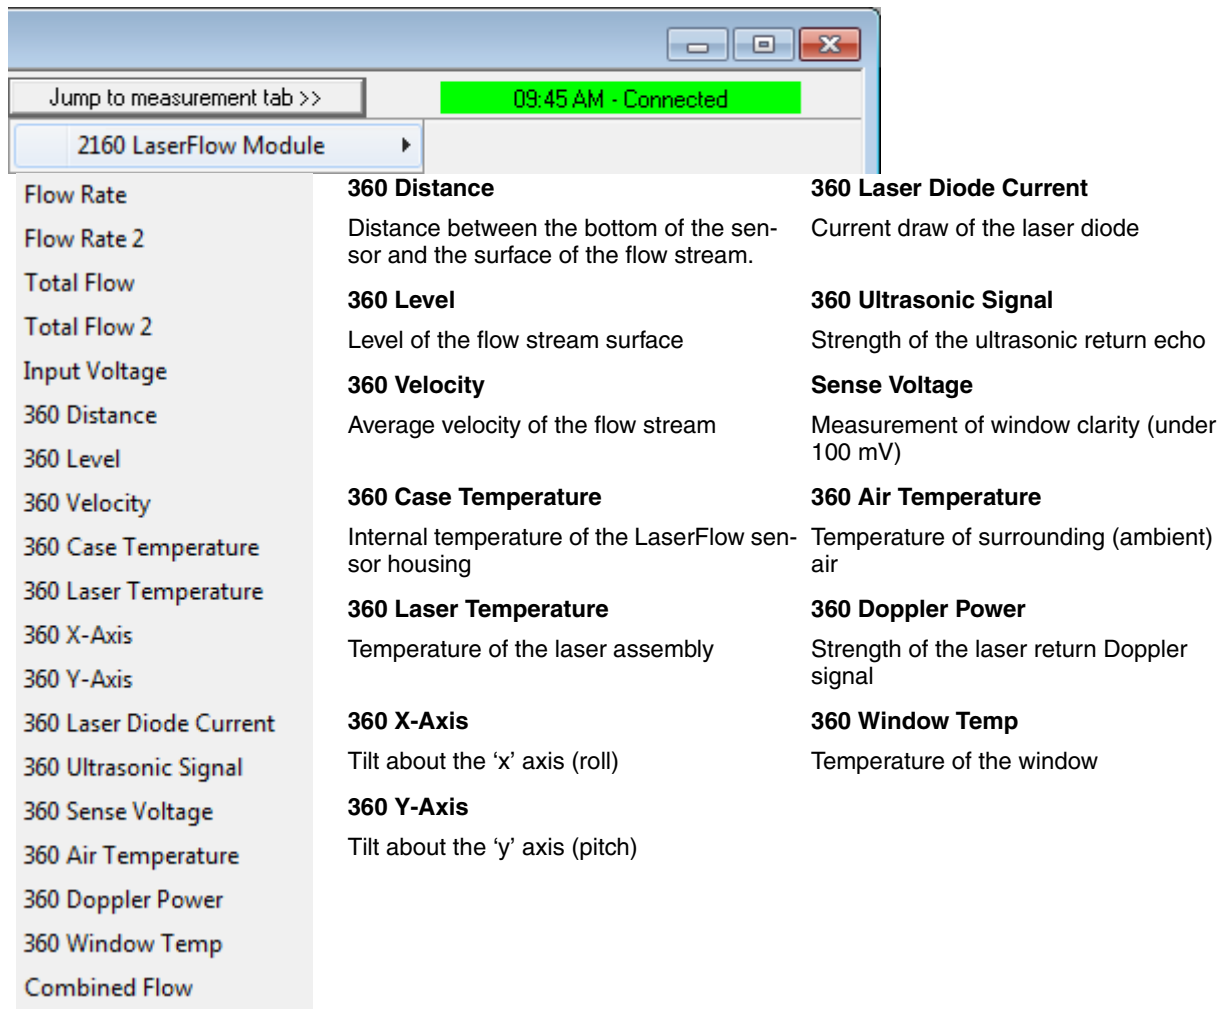 Jump to measurement tab >>
09:45 AM - Connected
2160 LaserFlow Module
Flow Rate
Flow Rate 2
Total Flow
Total Flow 2
Input Voltage
360 Distance
360 Level
360 Velocity
360 Case Temperature
360 Laser Temperature
360 X-Axis
360 Y-Axis
360 Laser Diode Current
360 Ultrasonic Signal
360 Sense Voltage
360 Air Temperature
360 Doppler Power
360 Window Temp
Combined Flow
360 Distance
Distance between the bottom of the sen-
sor and the surface of the flow stream.
360 Level
Level of the flow stream surface
360 Velocity
Average velocity of the flow stream
360 Case Temperature
Internal temperature of the LaserFlow sen-
sor housing
360 Laser Temperature
Temperature of the laser assembly
360 X-Axis
Tilt about the ‘x’ axis (roll)
360 Y-Axis
Tilt about the ‘y’ axis (pitch)
360 Laser Diode Current
Current draw of the laser diode
360 Ultrasonic Signal
Strength of the ultrasonic return echo
Sense Voltage
Measurement of window clarity (under
100 mV)
360 Air Temperature
Temperature of surrounding (ambient)
air
360 Doppler Power
Strength of the laser return Doppler
signal
360 Window Temp
Temperature of the window